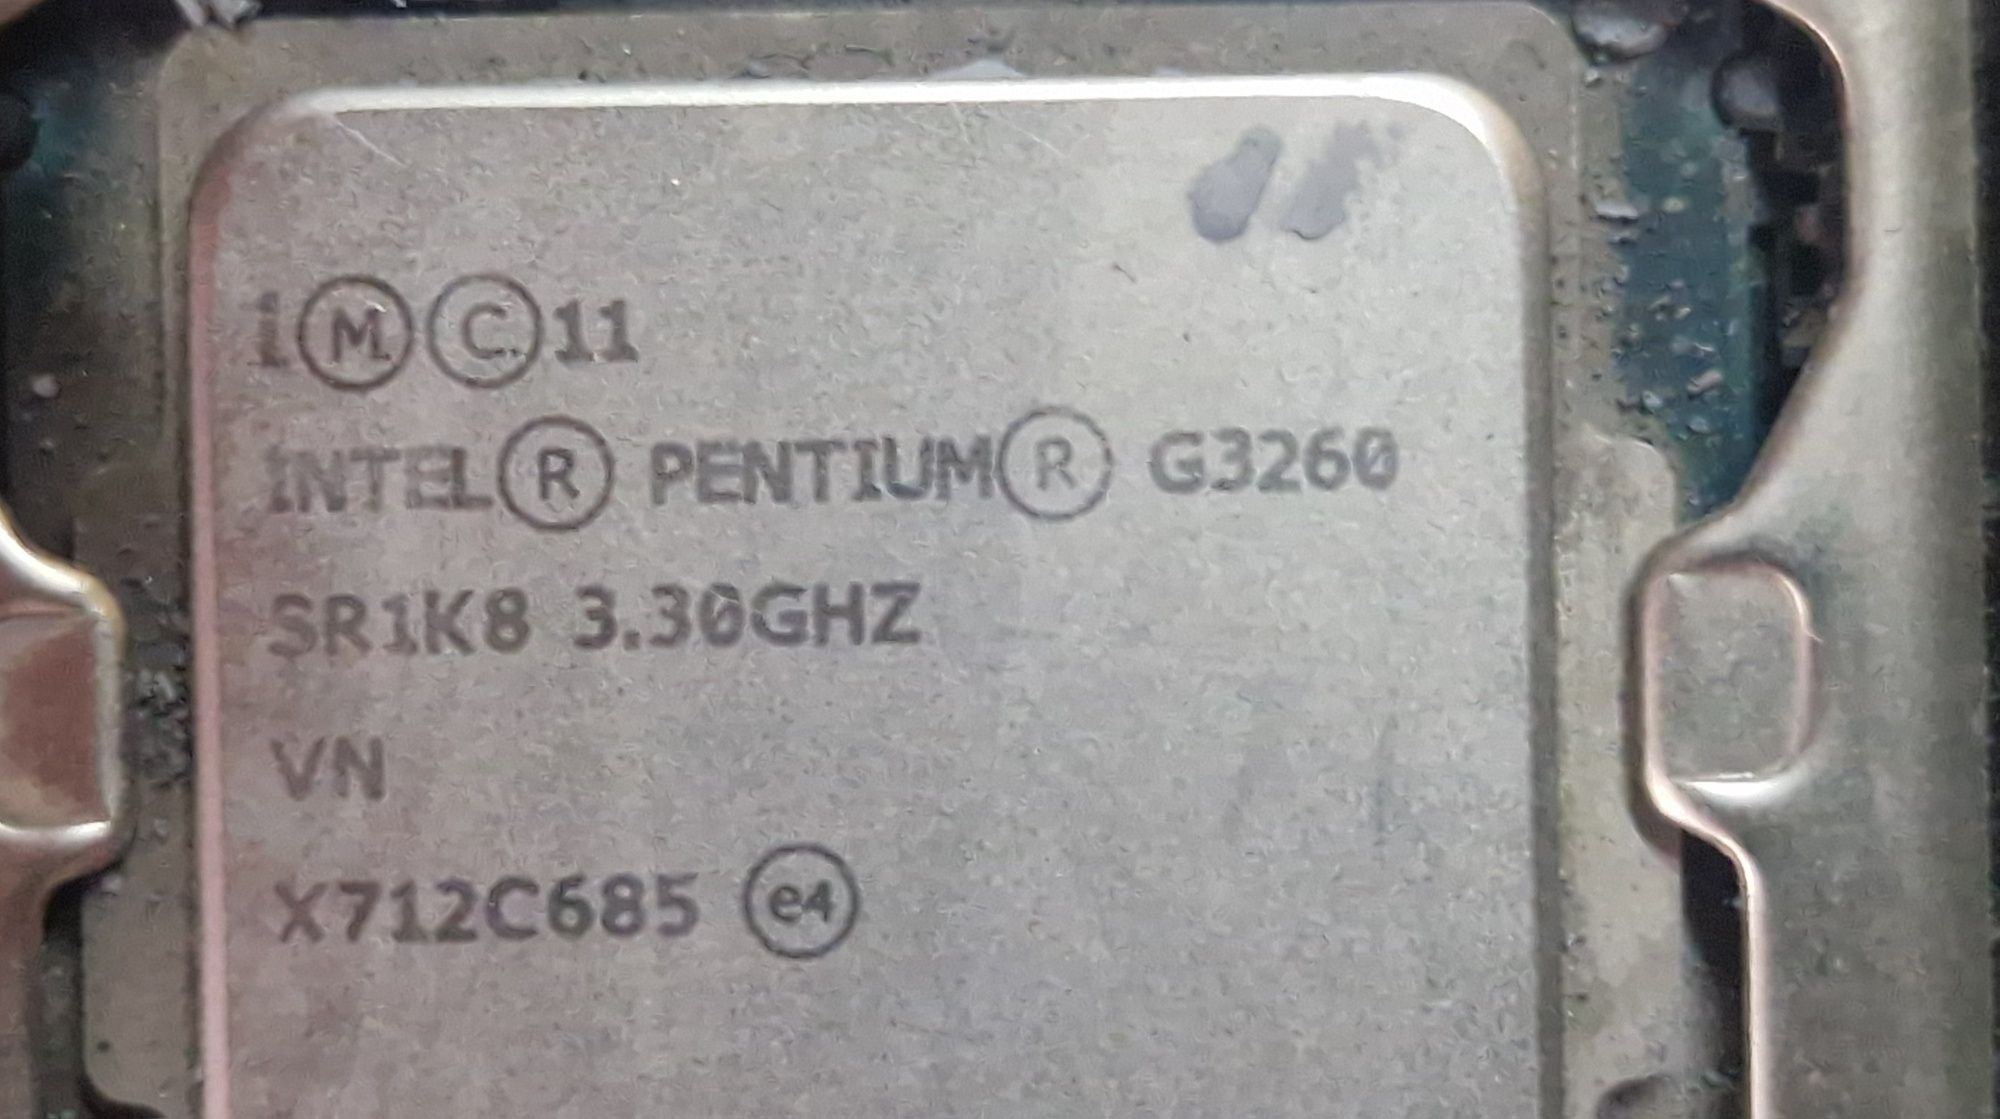 i Ⓜ Ⓒ 11
INTEL® PENTIUM® G3260
SR1K8 3.30GHZ
VN
X712C685 e4